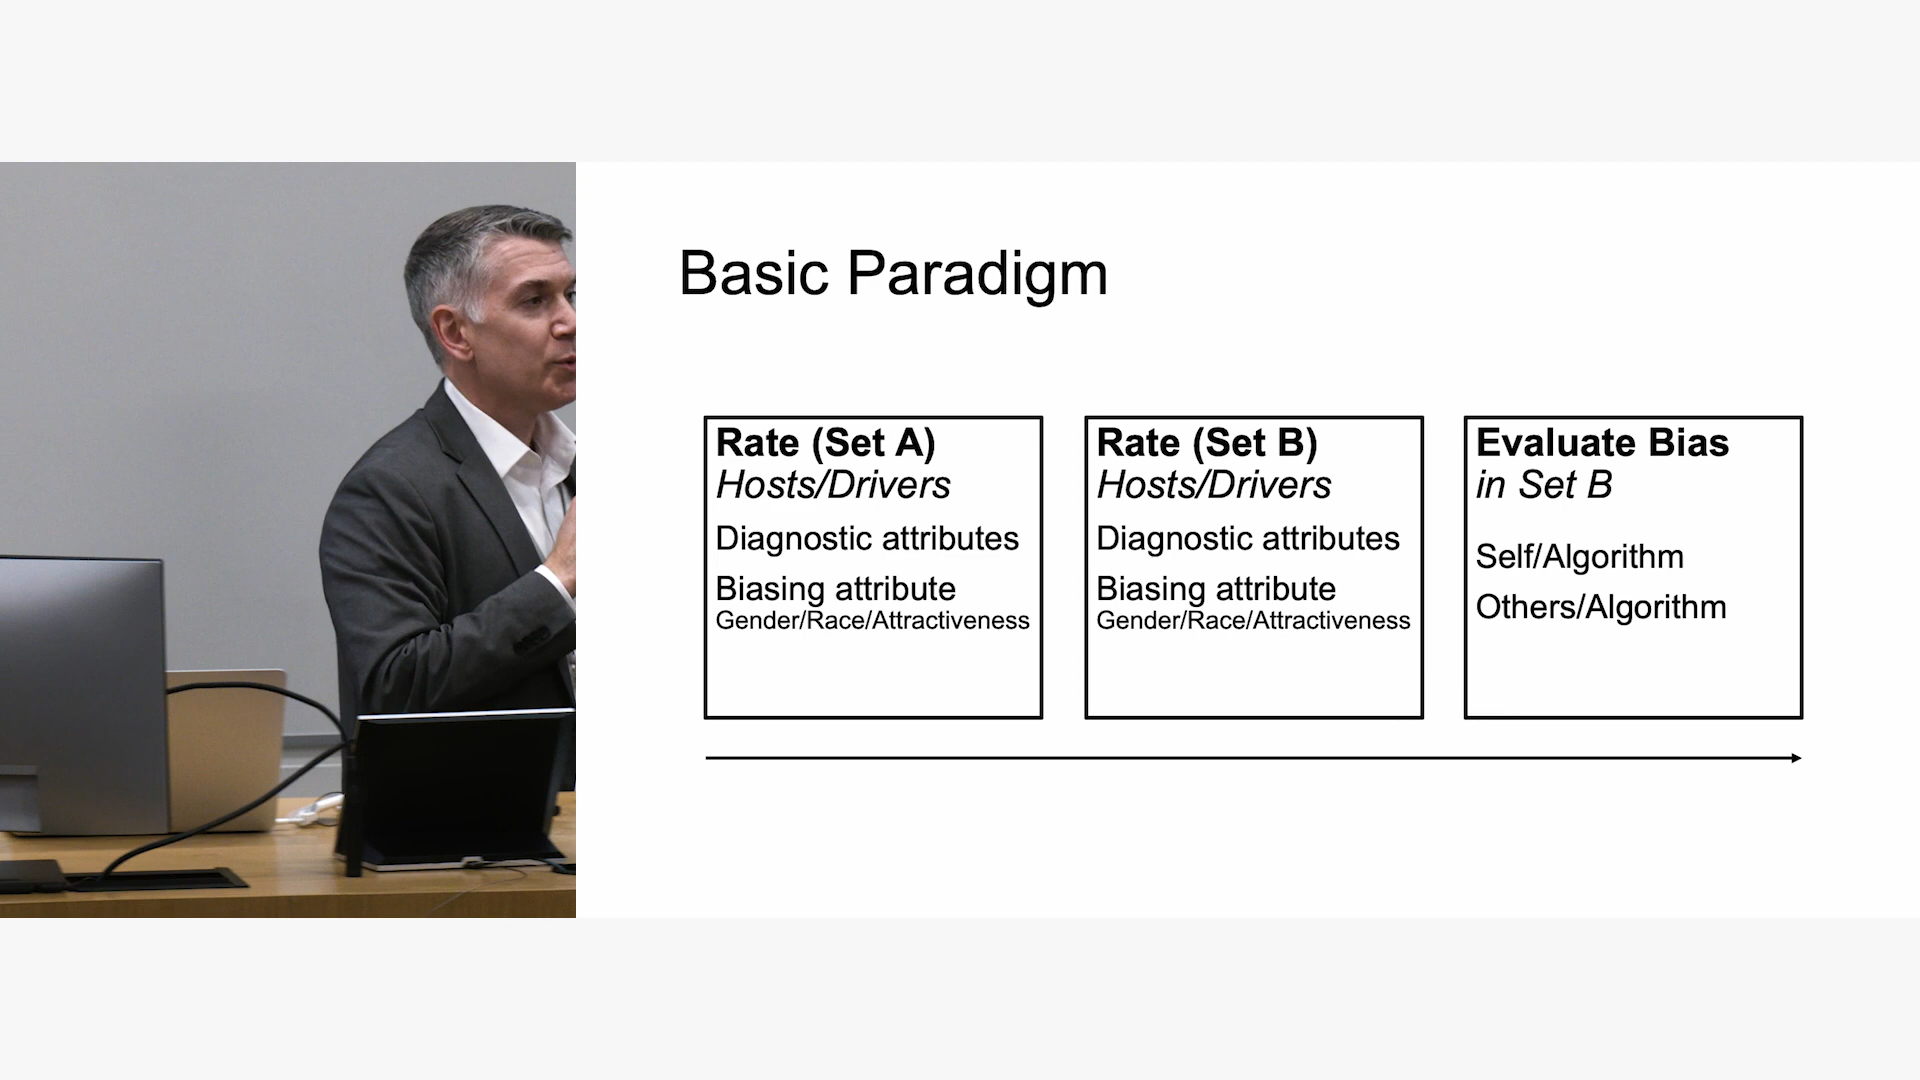 Basic Paradigm
Rate (Set A)
Hosts/Drivers
Diagnostic attributes
Biasing attribute
Gender/Race/Attractiveness
Rate (Set B)
Hosts/Drivers
Diagnostic attributes
Biasing attribute
Gender/Race/Attractiveness
Evaluate Bias
in Set B
Self/Algorithm
Others/Algorithm